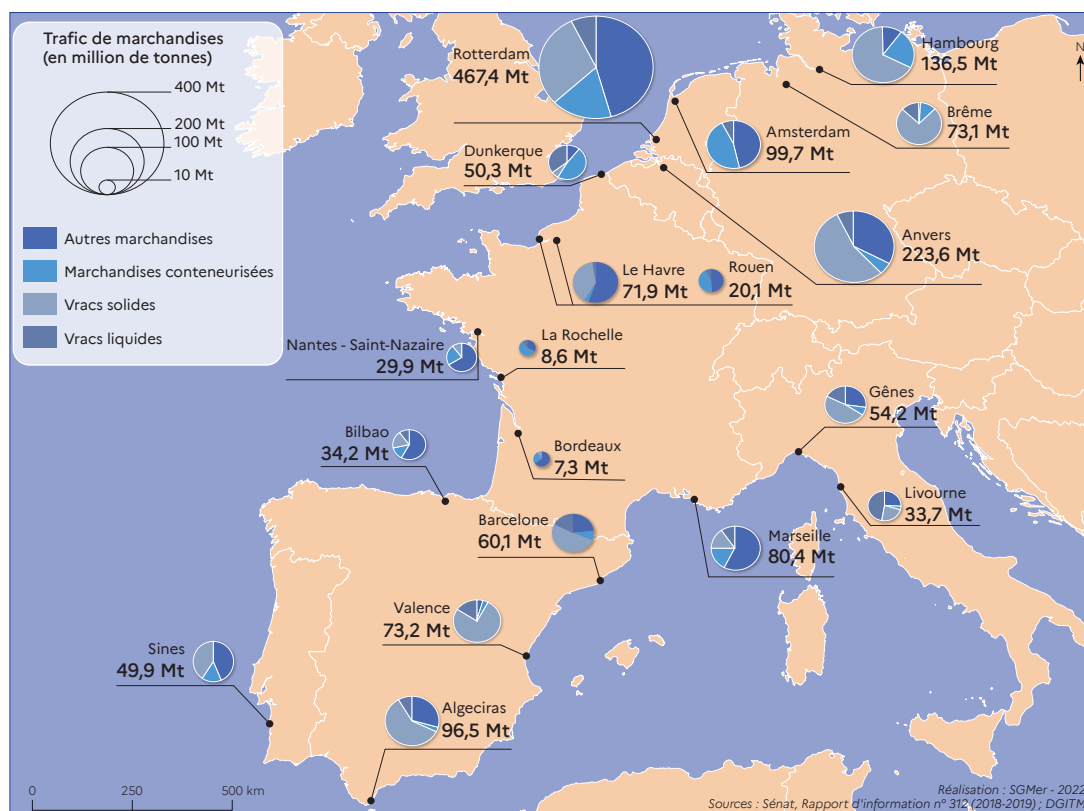 Trafic de marchandises
(en million de tonnes)
400 Mt
200 Mt
100 Mt
10 Mt
Autres marchandises
Marchandises conteneurisées
Vracs solides
Vracs liquides
Rotterdam
467,4 Mt
Hambourg
136,5 Mt
N
Brême
73,1 Mt
Amsterdam
99,7 Mt
Dunkerque
50,3 Mt
Anvers
223,6 Mt
Le Havre
71,9 Mt
Rouen
20,1 Mt
Nantes - Saint-Nazaire
29,9 Mt
La Rochelle
8,6 Mt
Gênes
54,2 Mt
Bilbao
34,2 Mt
Bordeaux
7,3 Mt
Livourne
33,7 Mt
Barcelone
60,1 Mt
Marseille
80,4 Mt
Valence
73,2 Mt
Sines
49,9 Mt
Algeciras
96,5 Mt
0 250 500 km
Réalisation : SGMer - 2022
Sources : Sénat, Rapport d'information n° 312 (2018-2019) ; DGITM